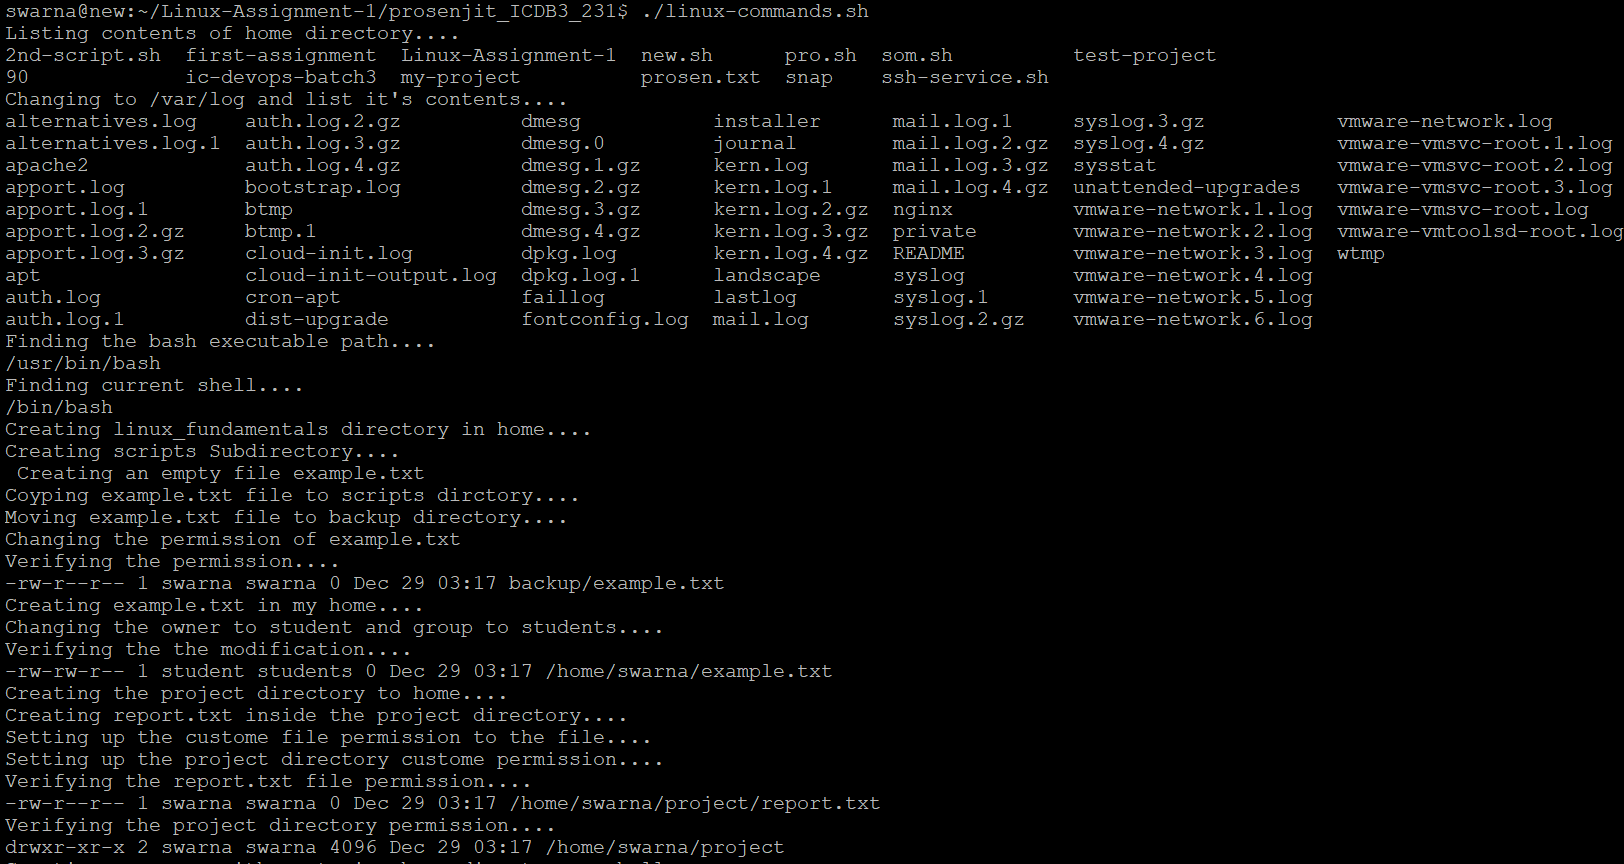 swarna@new:~/Linux-Assignment-1/prosenjit_ICDB3_231$ ./linux-commands.sh
Listing contents of home directory....
2nd-script.sh  first-assignment  Linux-Assignment-1  new.sh      pro.sh  som.sh          test-project
90             ic-devops-batch3  my-project          prosen.txt  snap    ssh-service.sh
Changing to /var/log and list it's contents....
alternatives.log    auth.log.2.gz          dmesg           installer      mail.log.1     syslog.3.gz           vmware-network.log
alternatives.log.1  auth.log.3.gz          dmesg.0         journal        mail.log.2.gz  syslog.4.gz           vmware-vmsvc-root.1.log
apache2             auth.log.4.gz          dmesg.1.gz      kern.log       mail.log.3.gz  sysstat               vmware-vmsvc-root.2.log
apport.log          bootstrap.log          dmesg.2.gz      kern.log.1     mail.log.4.gz  unattended-upgrades   vmware-vmsvc-root.3.log
apport.log.1        btmp                   dmesg.3.gz      kern.log.2.gz  nginx          vmware-network.1.log  vmware-vmsvc-root.log
apport.log.2.gz     btmp.1                 dmesg.4.gz      kern.log.3.gz  private        vmware-network.2.log  vmware-vmtoolsd-root.log
apport.log.3.gz     cloud-init.log         dpkg.log        kern.log.4.gz  README         vmware-network.3.log  wtmp
apt                 cloud-init-output.log  dpkg.log.1      landscape      syslog         vmware-network.4.log
auth.log            cron-apt               faillog         lastlog        syslog.1       vmware-network.5.log
auth.log.1          dist-upgrade           fontconfig.log  mail.log       syslog.2.gz    vmware-network.6.log
Finding the bash executable path....
/usr/bin/bash
Finding current shell....
/bin/bash
Creating linux_fundamentals directory in home....
Creating scripts Subdirectory....
 Creating an empty file example.txt
Coyping example.txt file to scripts dirctory....
Moving example.txt file to backup directory....
Changing the permission of example.txt
Verifying the permission....
-rw-r--r-- 1 swarna swarna 0 Dec 29 03:17 backup/example.txt
Creating example.txt in my home....
Changing the owner to student and group to students....
Verifying the the modification....
-rw-rw-r-- 1 student students 0 Dec 29 03:17 /home/swarna/example.txt
Creating the project directory to home....
Creating report.txt inside the project directory....
Setting up the custome file permission to the file....
Setting up the project directory custome permission....
Verifying the report.txt file permission....
-rw-r--r-- 1 swarna swarna 0 Dec 29 03:17 /home/swarna/project/report.txt
Verifying the project directory permission....
drwxr-xr-x 2 swarna swarna 4096 Dec 29 03:17 /home/swarna/project